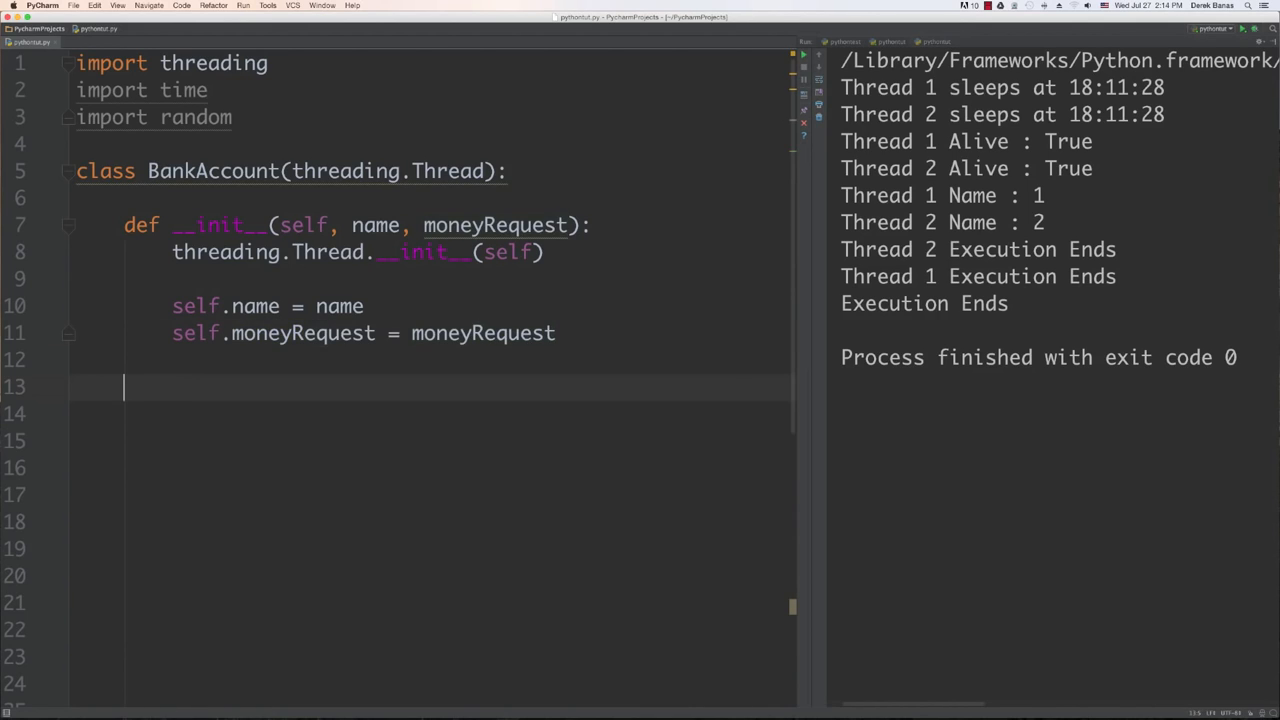 PyCharm File Edit View Navigate Code Refactor Run Tools VCS Window Help 10 Wed Jul 27 2:14 PM Derek Banas
pythontut.py - PycharmProjects - [~/PycharmProjects]
PycharmProjects pythontut.py pythontut
pythontut.py Run: pythontest pythontut pythontut
1 import threading
2 import time
3 import random
4
5 class BankAccount(threading.Thread):
6
7 def __init__(self, name, moneyRequest):
8 threading.Thread.__init__(self)
9
10 self.name = name
11 self.moneyRequest = moneyRequest
12
13
14
15
16
17
18
19
20
21
22
23
24
/Library/Frameworks/Python.framework/
Thread 1 sleeps at 18:11:28
Thread 2 sleeps at 18:11:28
Thread 1 Alive : True
Thread 2 Alive : True
Thread 1 Name : 1
Thread 2 Name : 2
Thread 2 Execution Ends
Thread 1 Execution Ends
Execution Ends
Process finished with exit code 0
13:5 LF‡ UTF-8‡